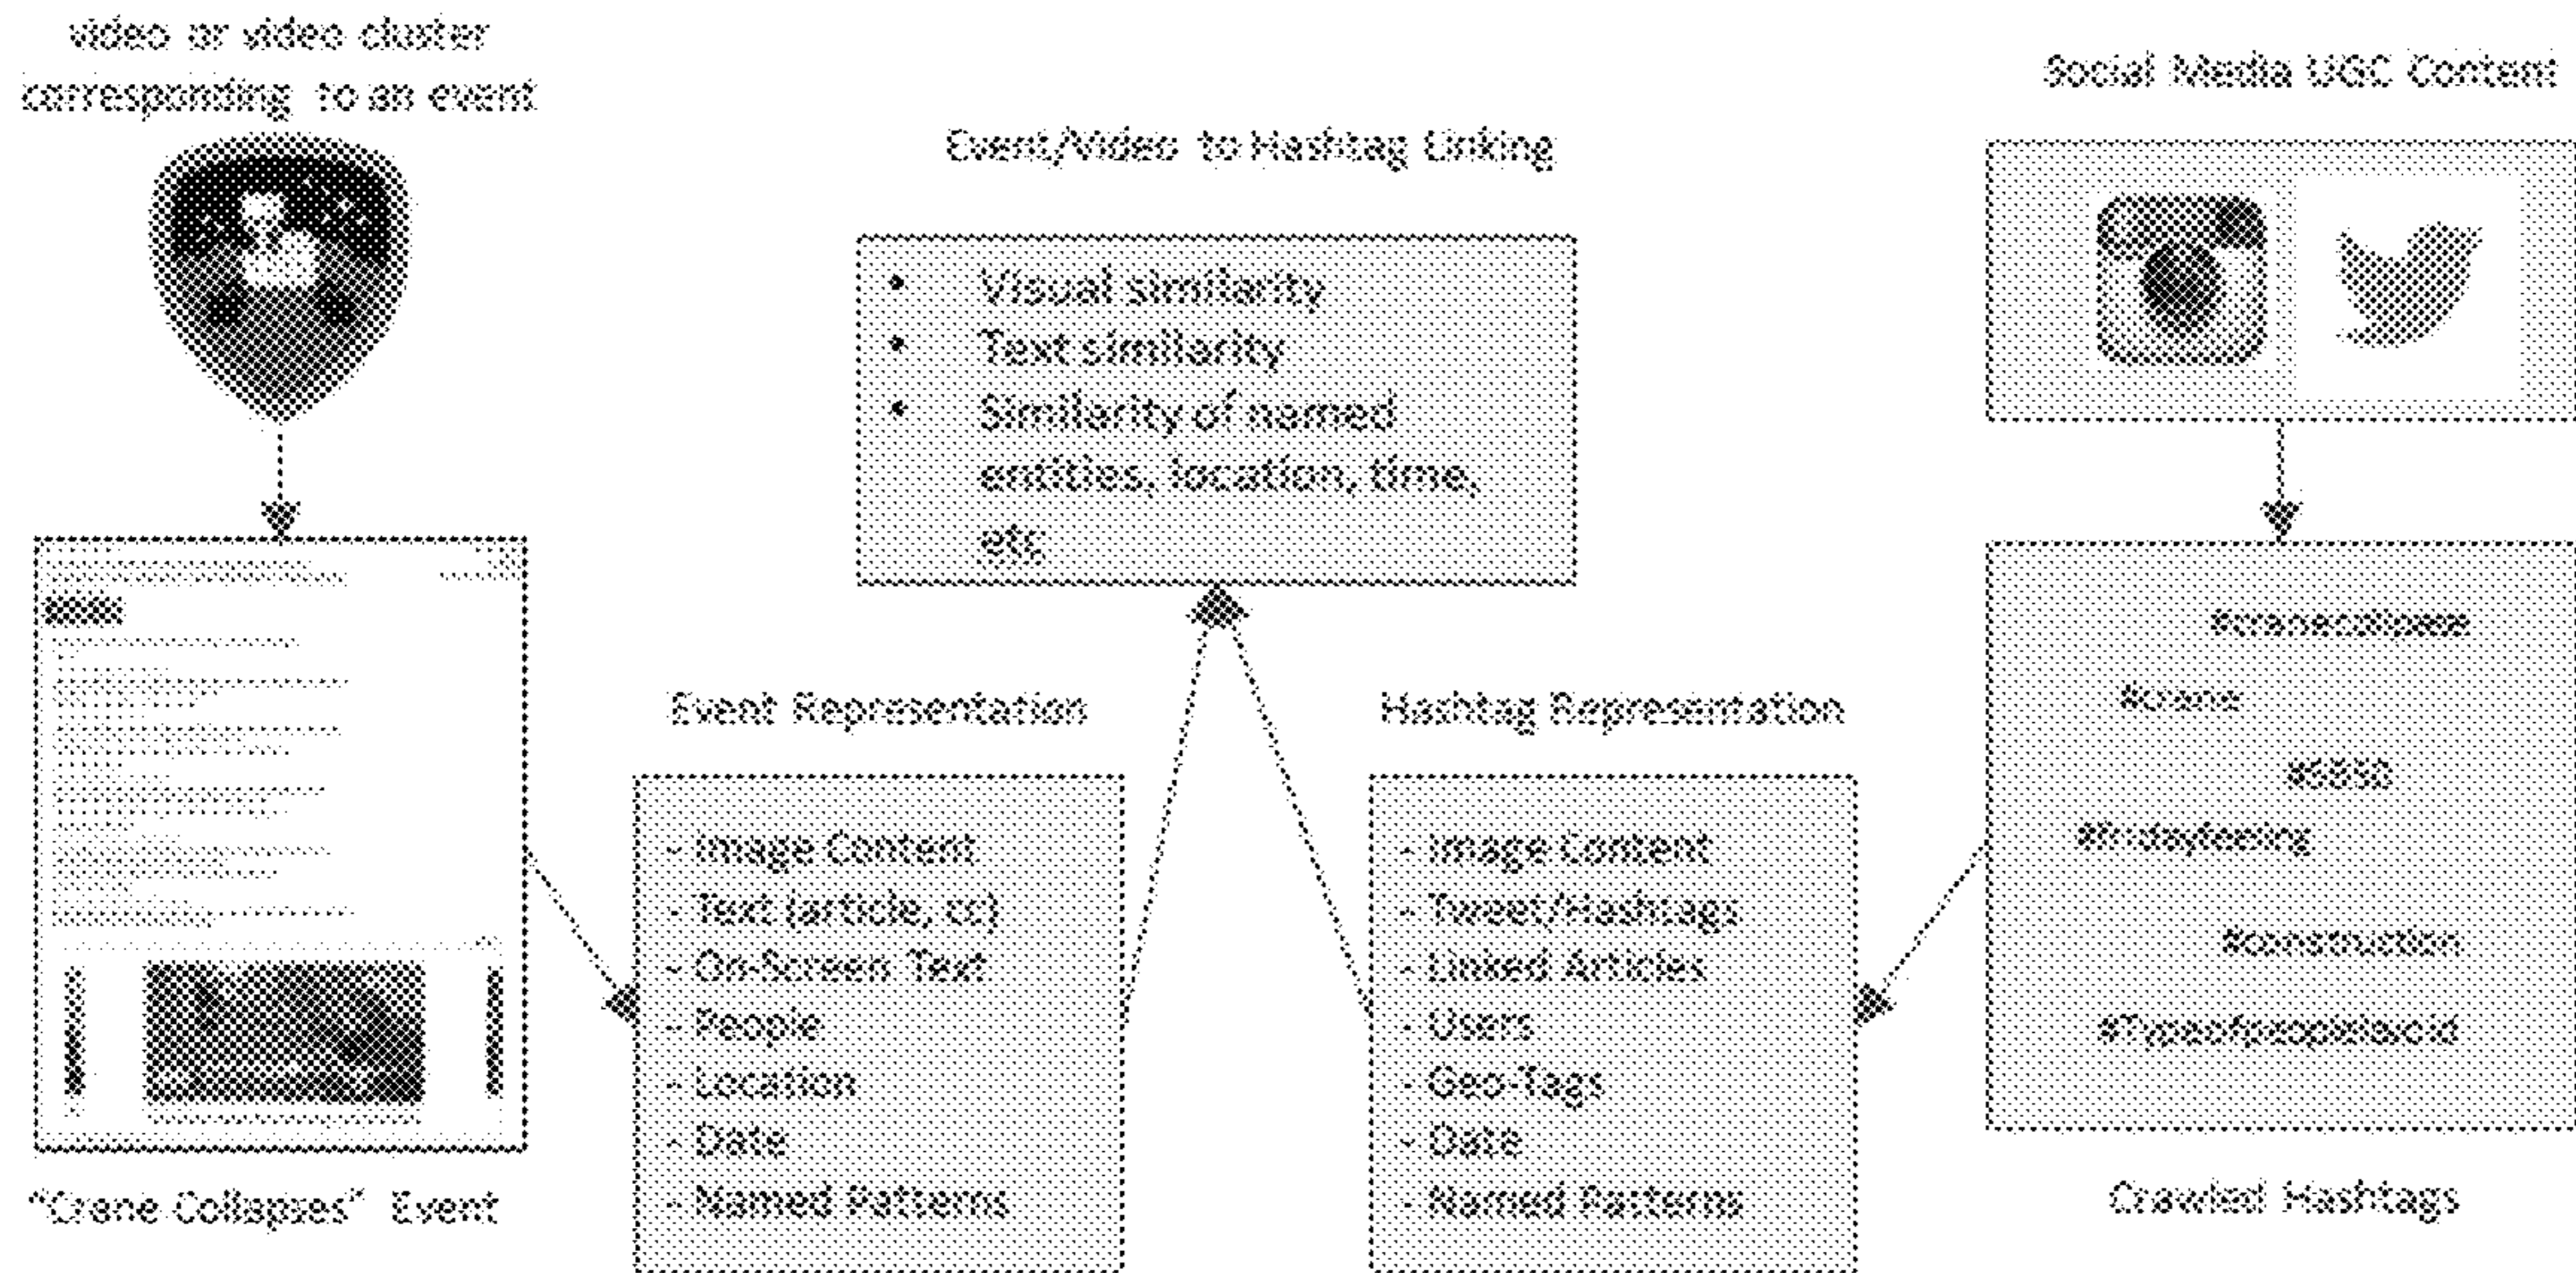 video or video cluster
corresponding to an event
"Crane Collapses" Event
Event/Video to Hashtag Linking
• Visual similarity
• Text similarity
• Similarity of named
entities, location, time,
etc
Event Representation
- Image Content
- Text (article, cc)
- On-Screen Text
- People
- Location
- Date
- Named Patterns
Hashtag Representation
- Image Content
- Tweet/Hashtags
- Linked Articles
- Users
- Geo-Tags
- Date
- Named Patterns
Social Media UGC Content
#cranecollapse
#crane
#Fridayfeeling
#construction
Crawled Hashtags